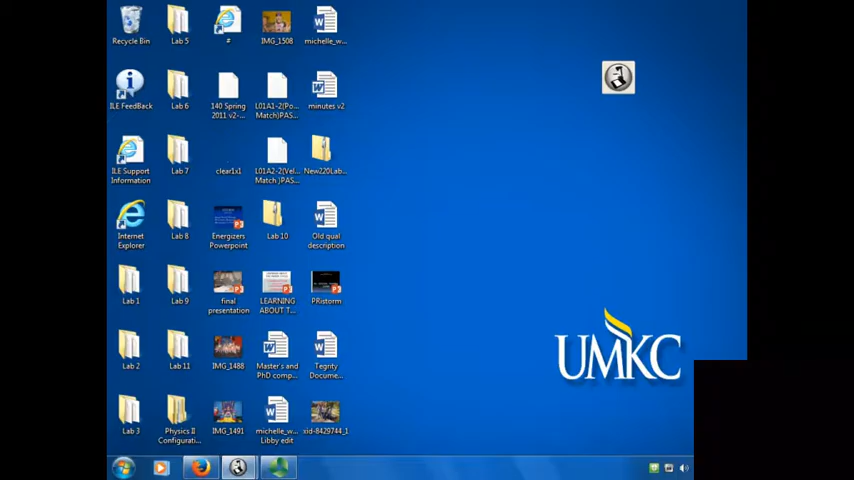 Recycle Bin
Lab 5
#
IMG_1508
michelle_w...
ILE FeedBack
Lab 6
140 Spring
2011 v2-...
L01A1-2(Po...
Match)PAS...
minutes v2
ILE Support
Information
Lab 7
clear1x1
L01A2-2(Vel...
Match )PAS...
New220Lab...
Internet
Explorer
Lab 8
Energizers
Powerpoint
Lab 10
Old qual
description
Lab 1
Lab 9
final
presentation
LEARNING
ABOUT T...
PRistorm
Lab 2
Lab 11
IMG_1488
Master's and
PhD comp...
Tegrity
Docume...
Lab 3
Physics II
Configurati...
IMG_1491
michelle_w...
Libby edit
xid-8429744_1
UMKC